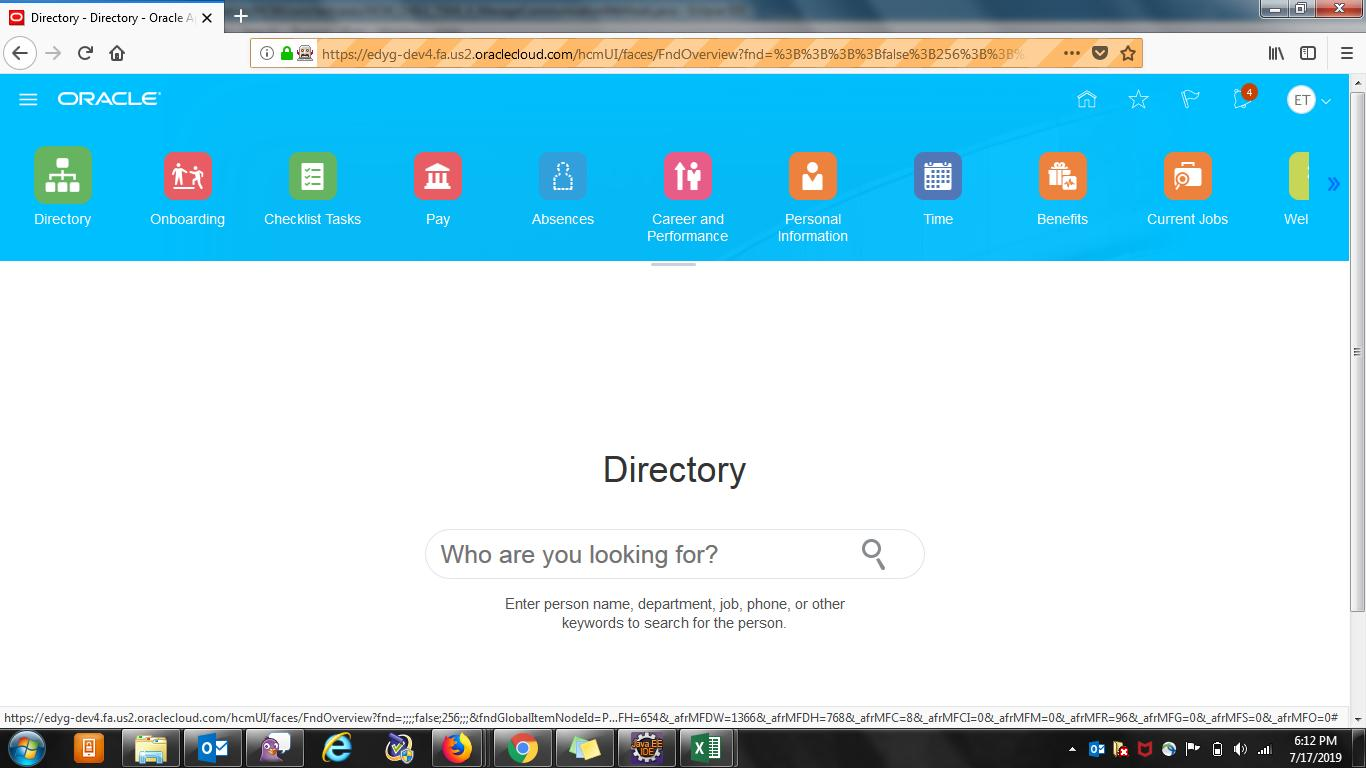 Directory - Directory - Oracle A
https://edyg-dev4.fa.us2.oraclecloud.com/hcmUI/faces/FndOverview?fnd=%3B%3B%3B%3Bfalse%3B256%3B%3B%
ORACLE
4
ET
Directory
Onboarding
Checklist Tasks
Pay
Absences
Career and
Performance
Personal
Information
Time
Benefits
Current Jobs
Wel
Directory
Who are you looking for?
Enter person name, department, job, phone, or other
keywords to search for the person.
https://edyg-dev4.fa.us2.oraclecloud.com/hcmUI/faces/FndOverview?fnd=;;;;false;256;;;&fndGlobalItemNodeId=P...FH=654&_afrMFDW=1366&_afrMFDH=768&_afrMFC=8&_afrMFCI=0&_afrMFM=0&_afrMFR=96&_afrMFG=0&_afrMFS=0&_afrMFO=0#
Java EE
IDE
6:12 PM
7/17/2019